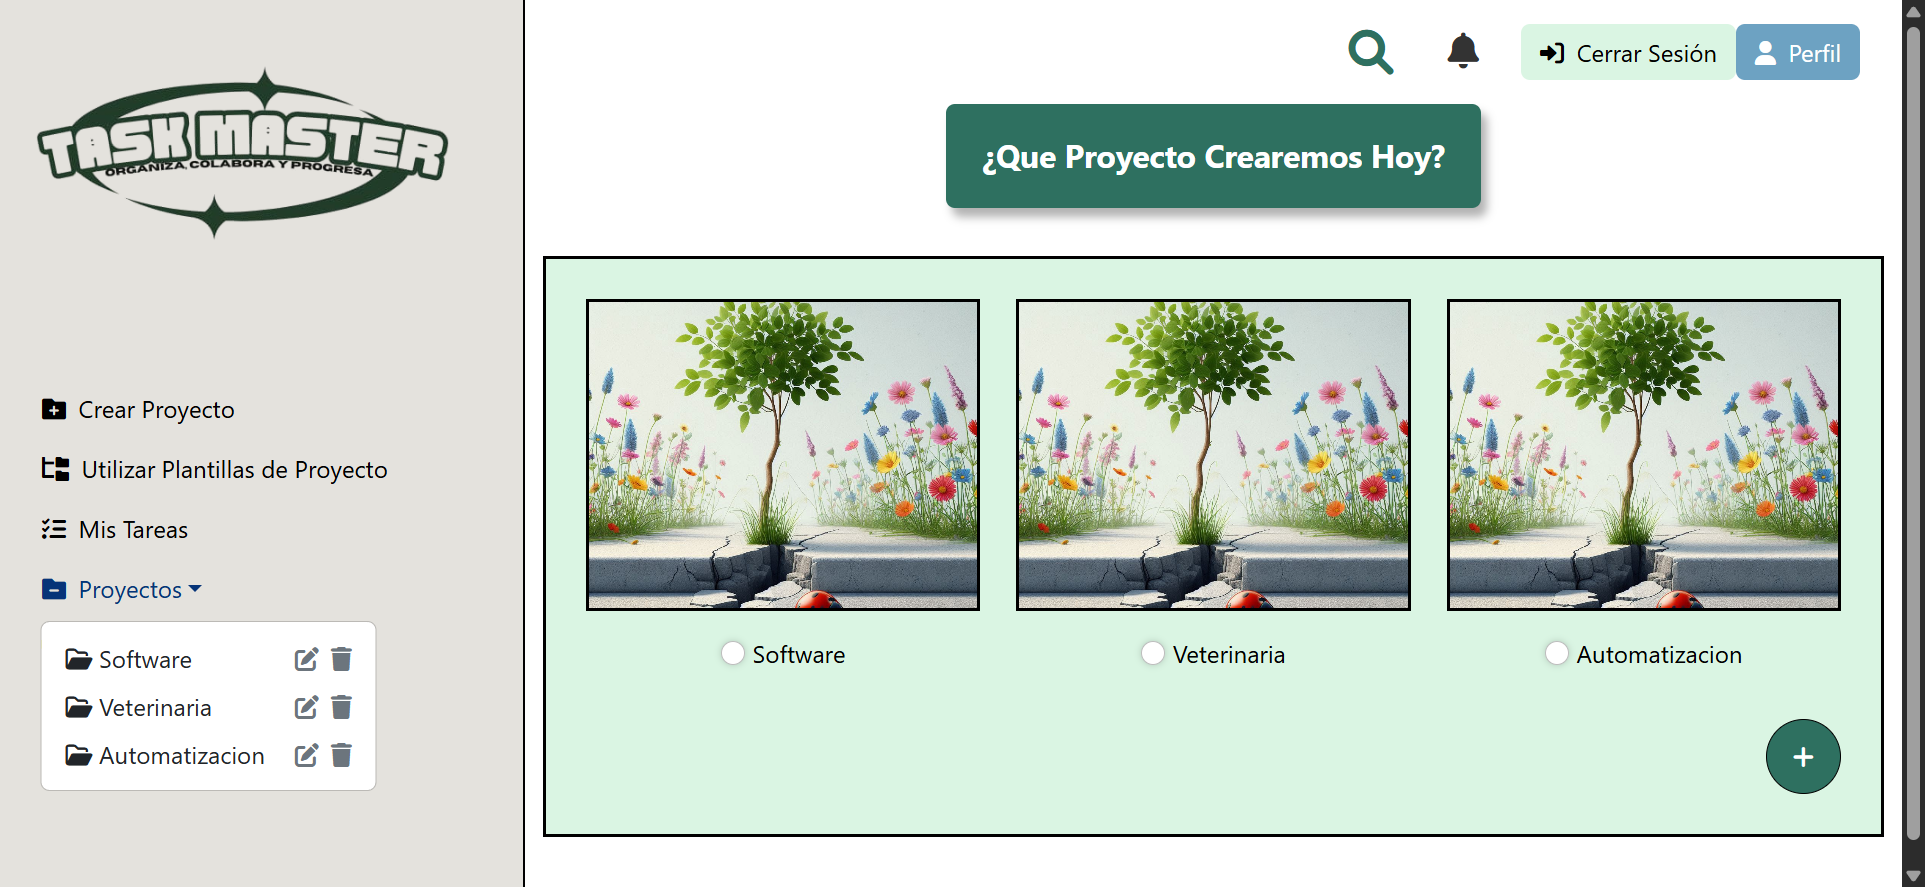 TASK MASTER
ORGANIZA, COLABORA Y PROGRESA
Crear Proyecto
Utilizar Plantillas de Proyecto
Mis Tareas
Proyectos
Software
Veterinaria
Automatizacion
Cerrar Sesión
Perfil
¿Que Proyecto Crearemos Hoy?
Software
Veterinaria
Automatizacion